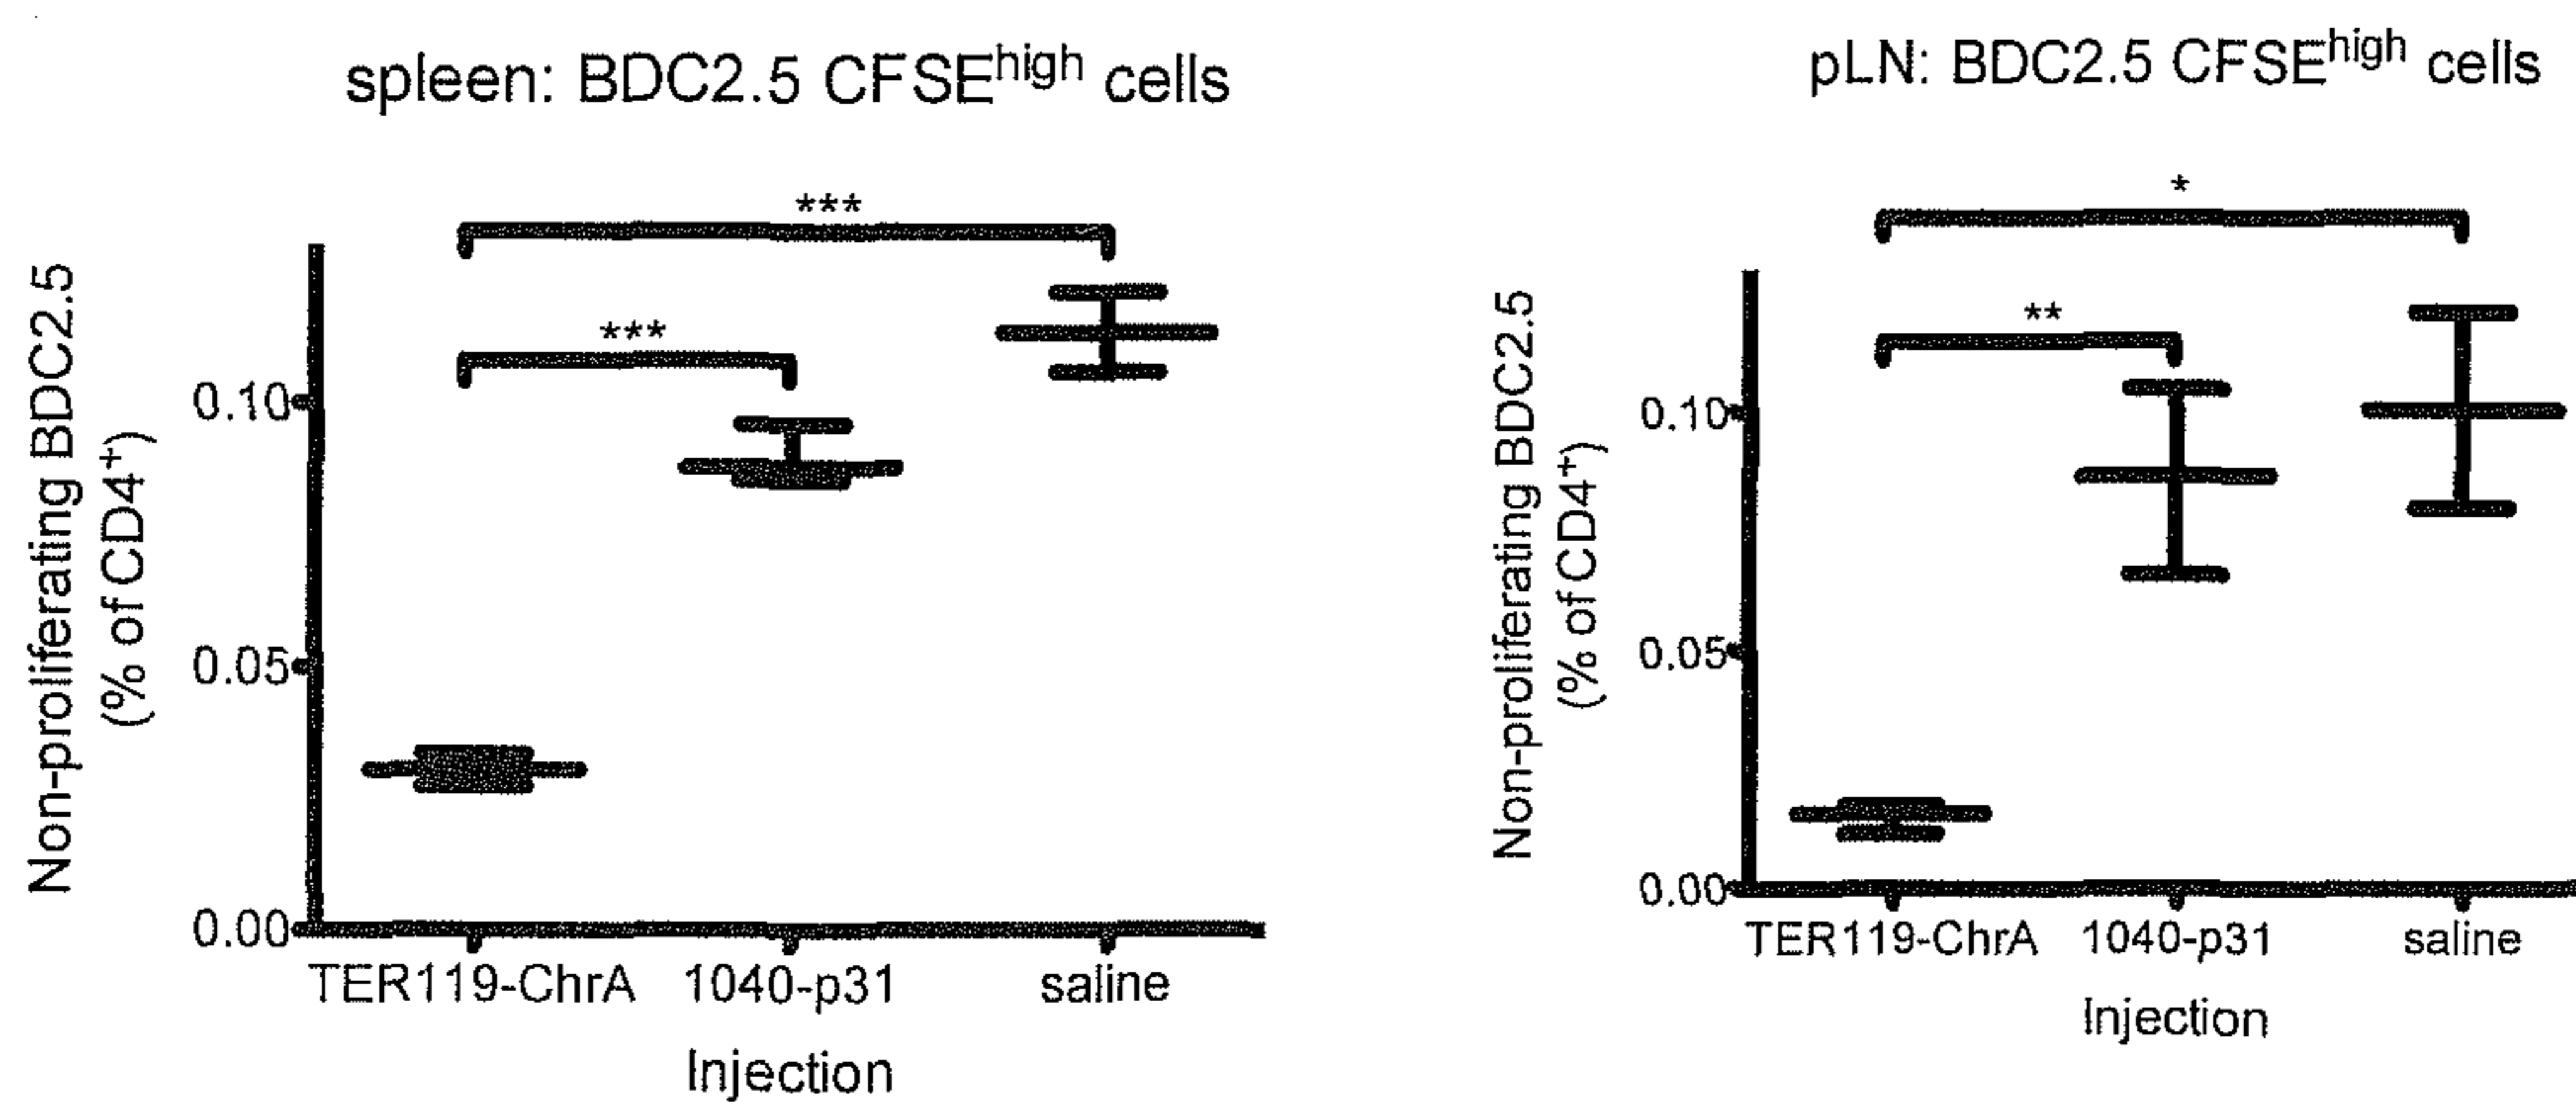 spleen: BDC2.5 CFSEhigh cells
***
***
Non-proliferating BDC2.5
(% of CD4+)
0.10
0.05
0.00
TER119-ChrA 1040-p31 saline
Injection
pLN: BDC2.5 CFSEhigh cells
*
**
Non-proliferating BDC2.5
(% of CD4+)
0.10
0.05
0.00
TER119-ChrA 1040-p31 saline
Injection